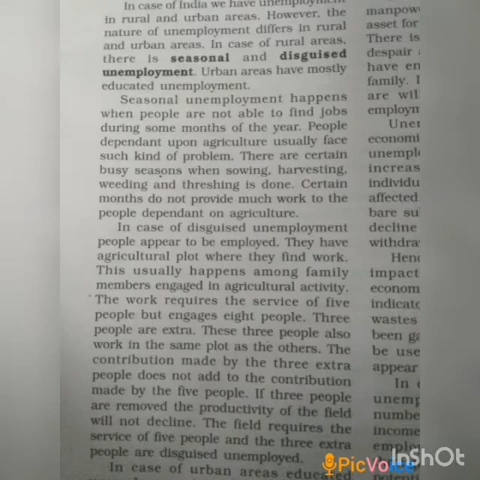 In case of India we have unemployment
in rural and urban areas. However, the
nature of unemployment differs in rural
and urban areas. In case of rural areas,
there is seasonal and disguised
unemployment. Urban areas have mostly
educated unemployment.
Seasonal unemployment happens
when people are not able to find jobs
during some months of the year. People
dependant upon agriculture usually face
such kind of problem. There are certain
busy seasons when sowing, harvesting,
weeding and threshing is done. Certain
months do not provide much work to the
people dependant on agriculture.
In case of disguised unemployment
people appear to be employed. They have
agricultural plot where they find work.
This usually happens among family
members engaged in agricultural activity.
The work requires the service of five
people but engages eight people. Three
people are extra. These three people also
work in the same plot as the others. The
contribution made by the three extra
people does not add to the contribution
made by the five people. If three people
are removed the productivity of the field
will not decline. The field requires the
service of five people and the three extra
people are disguised unemployed.
In case of urban areas educated
manpow
asset for
There is
despair
have en
family. I
are wil
employm
Uner
economi
unempl
increas
individu
affected
bare su
decline
withdra
Henc
impact
econom
indicato
wastes
been ga
be use
appear
In
unemp
numbe
income
emplo
potenti
PicVoice
InShOt